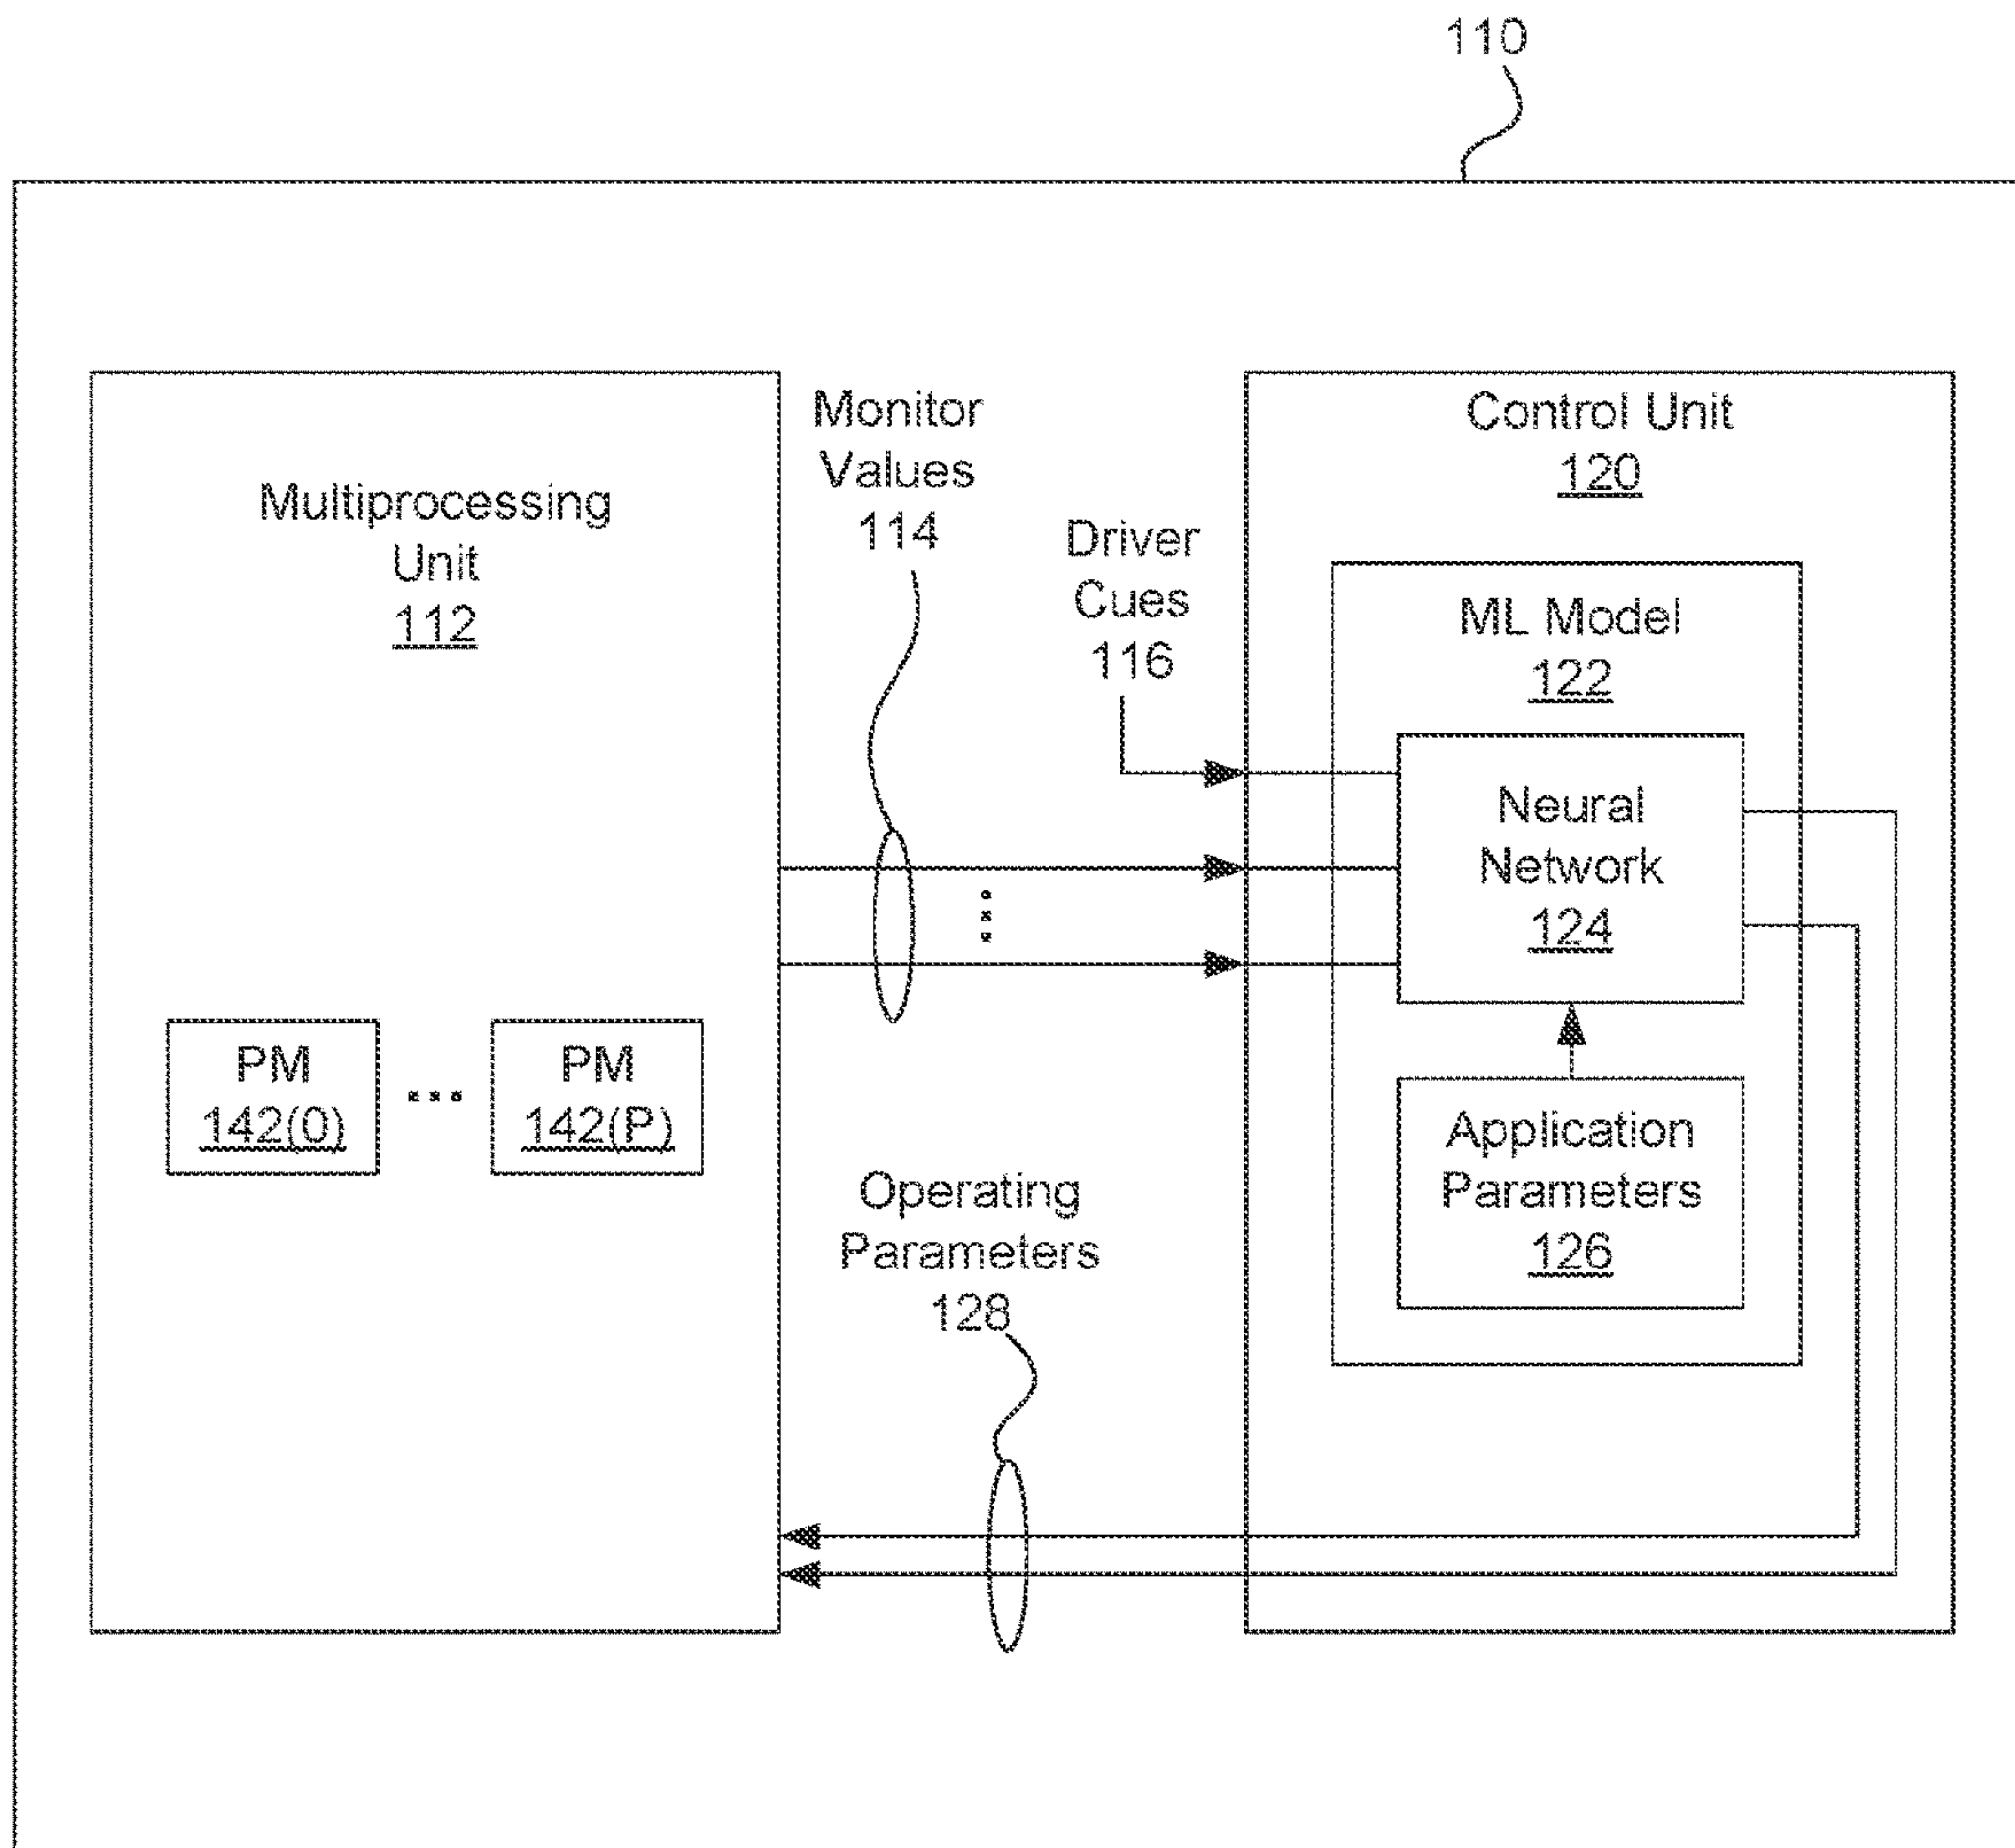 110
Multiprocessing
Unit
112
PM
142(0)
PM
142(P)
Monitor
Values
114
Driver
Cues
116
Operating
Parameters
128
Control Unit
120
ML Model
122
Neural
Network
124
Application
Parameters
126